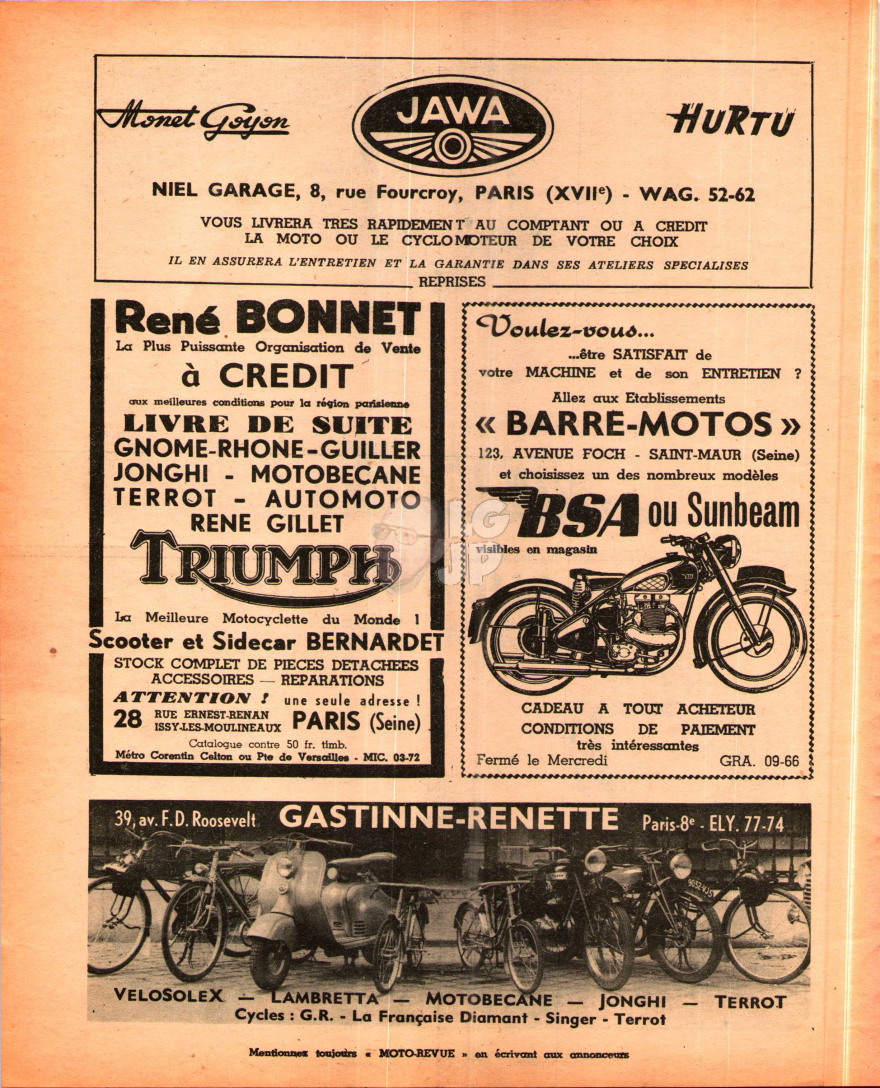 Monet Goyon
JAWA
HURTU
NIEL GARAGE, 8, rue Fourcroy, PARIS (XVIIe) - WAG. 52-62
VOUS LIVRERA TRES RAPIDEMENT AU COMPTANT OU A CREDIT
LA MOTO OU LE CYCLOMOTEUR DE VOTRE CHOIX
IL EN ASSURERA L'ENTRETIEN ET LA GARANTIE DANS SES ATELIERS SPECIALISES
REPRISES
René BONNET
La Plus Puissante Organisation de Vente
à CREDIT
aux meilleures conditions pour la région parisienne
LIVRE DE SUITE
GNOME-RHONE-GUILLER
JONGHI - MOTOBECANE
TERROT - AUTOMOTO
RENE GILLET
TRIUMPH
La Meilleure Motocyclette du Monde !
Scooter et Sidecar BERNARDET
STOCK COMPLET DE PIECES DETACHEES
ACCESSOIRES — REPARATIONS
ATTENTION ! une seule adresse !
28 RUE ERNEST-RENAN
ISSY-LES-MOULINEAUX PARIS (Seine)
Catalogue contre 50 fr. timb.
Métro Corentin Celton ou Pte de Versailles - MIC. 03-72
Voulez-vous...
...être SATISFAIT de
votre MACHINE et de son ENTRETIEN ?
Allez aux Etablissements
« BARRE-MOTOS »
123, AVENUE FOCH - SAINT-MAUR (Seine)
et choisissez un des nombreux modèles
BSA ou Sunbeam
visibles en magasin
CADEAU A TOUT ACHETEUR
CONDITIONS DE PAIEMENT
très intéressantes
Fermé le Mercredi GRA. 09-66
BIG
JP
39, av. F.D. Roosevelt GASTINNE-RENETTE Paris-8e - ELY. 77-74
VELOSOLEX — LAMBRETTA — MOTOBECANE — JONGHI — TERROT
Cycles : G.R. - La Française Diamant - Singer - Terrot
Mentionnez toujours « MOTO-REVUE » en écrivant aux annonceurs